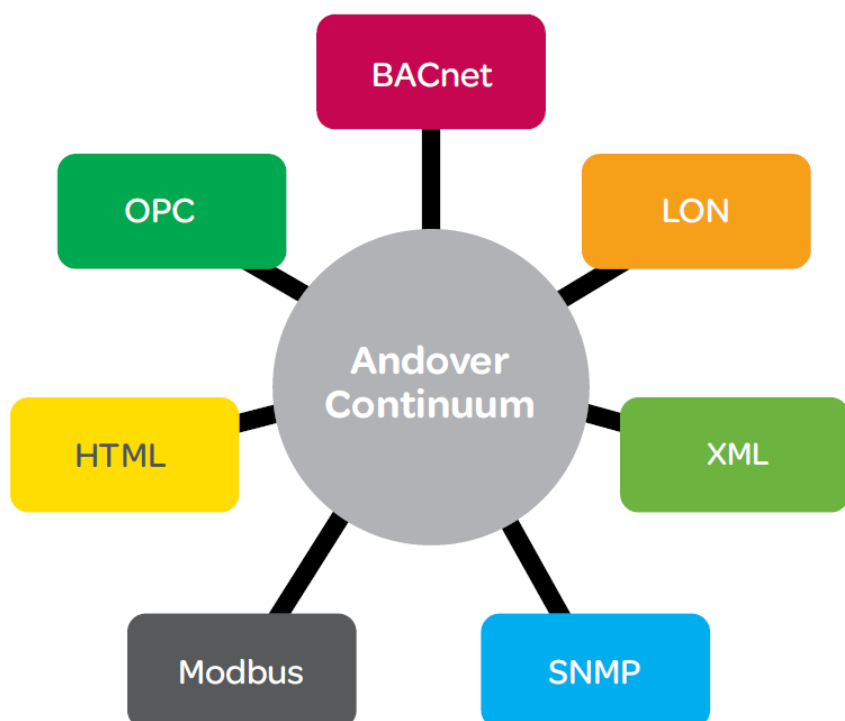 BACnet
OPC
LON
Andover
Continuum
HTML
XML
Modbus
SNMP